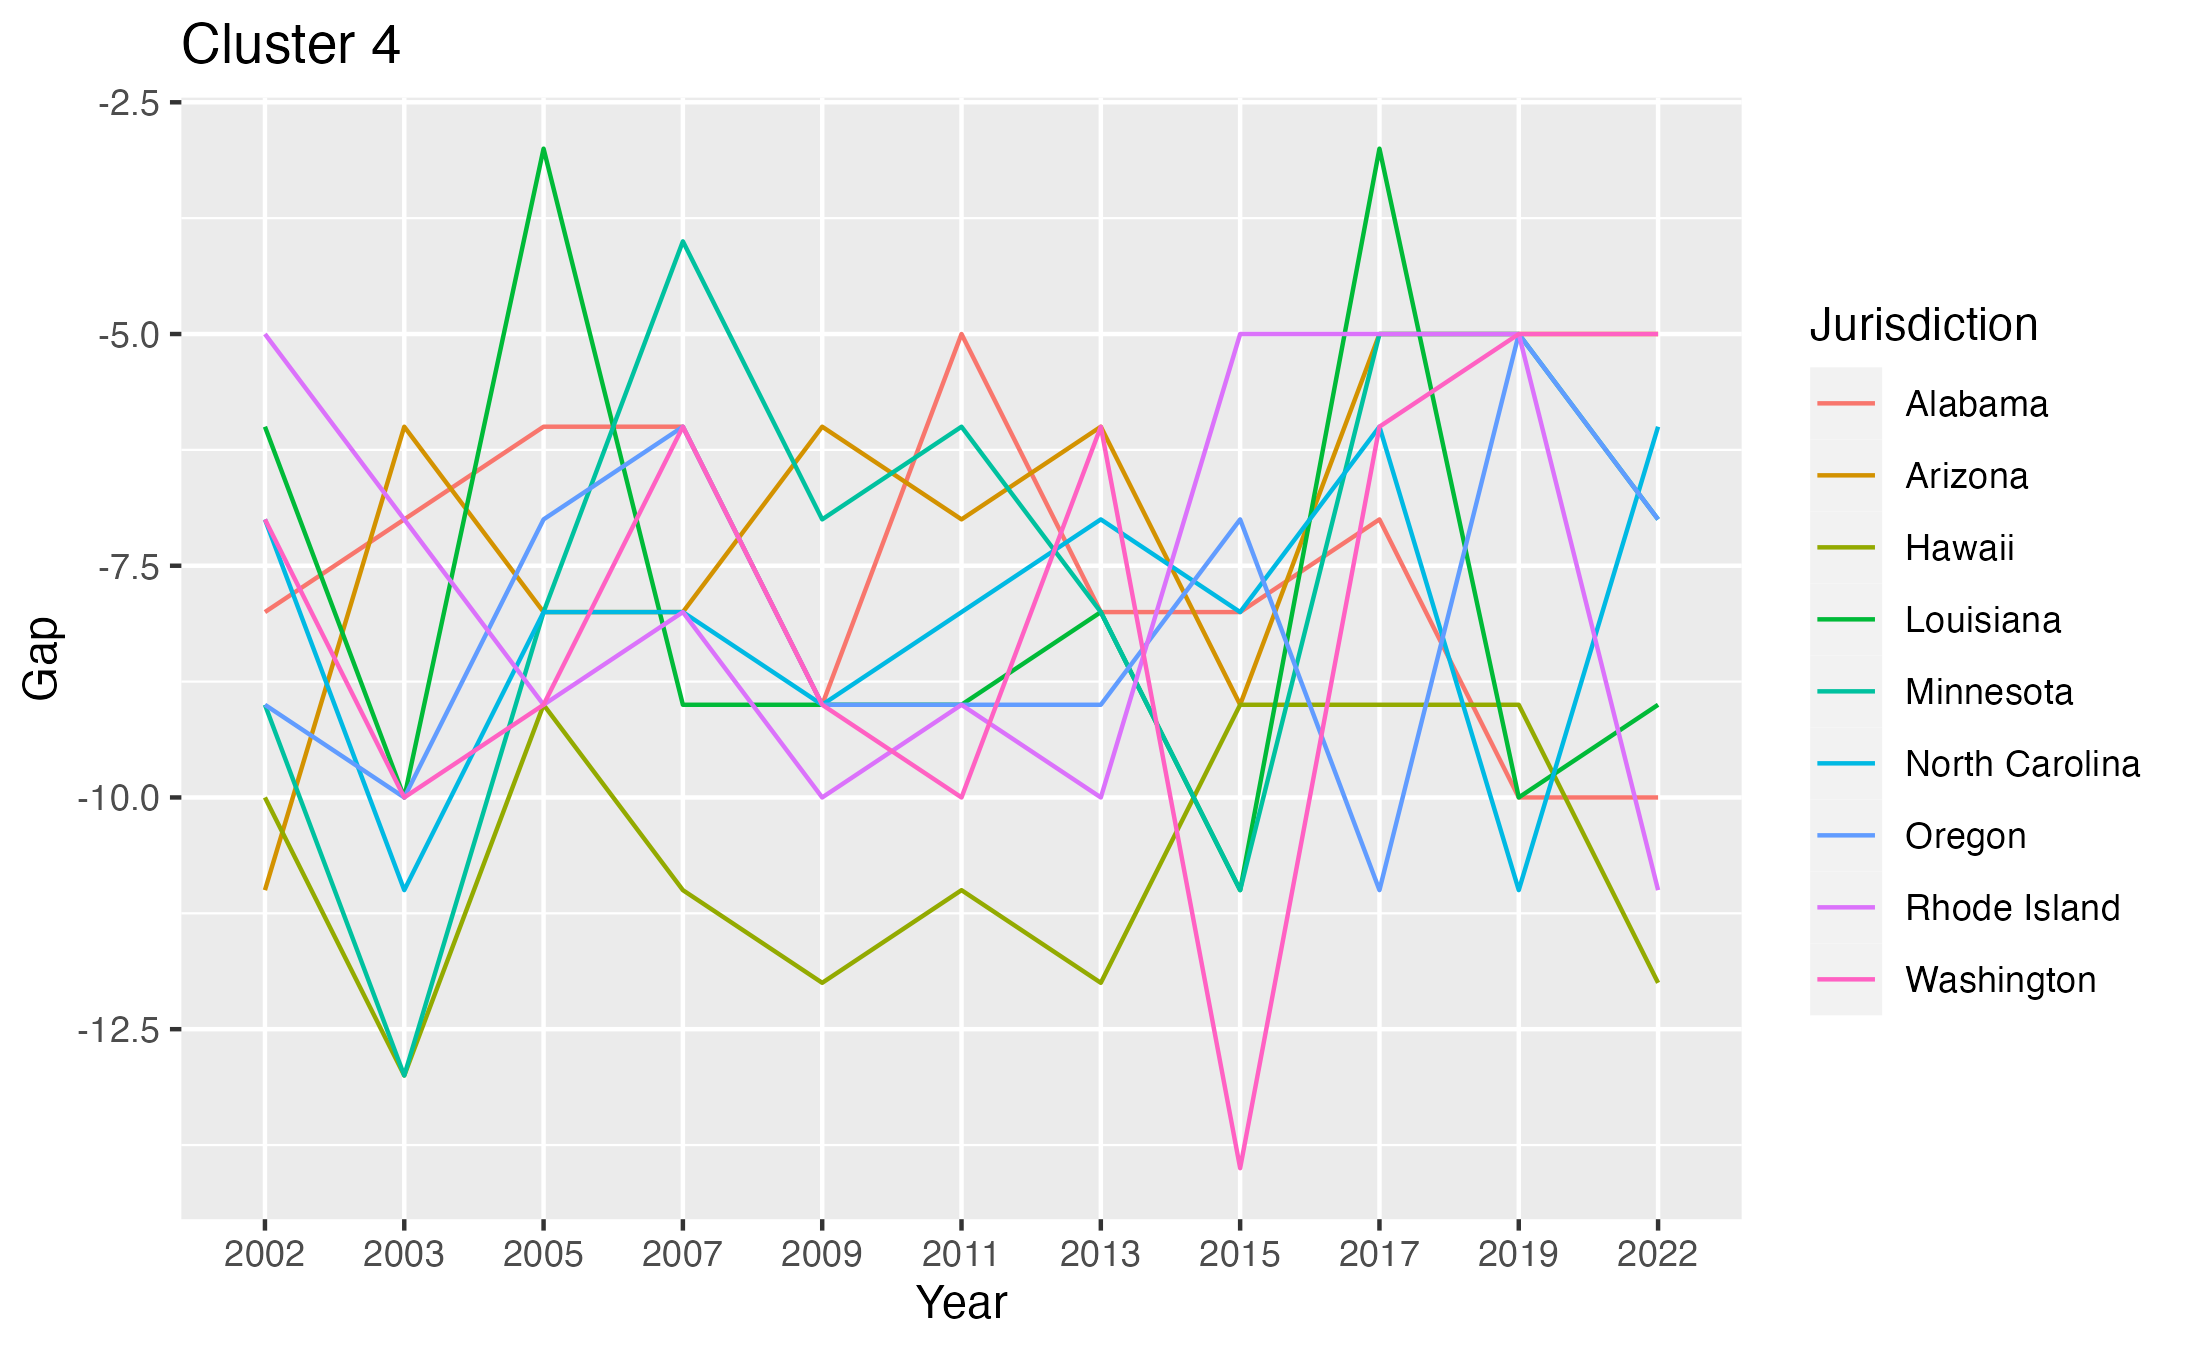 Cluster 4
-2.5
-5.0
-7.5
-10.0
-12.5
Gap
2002 2003 2005 2007 2009 2011 2013 2015 2017 2019 2022
Year
Jurisdiction
Alabama
Arizona
Hawaii
Louisiana
Minnesota
North Carolina
Oregon
Rhode Island
Washington